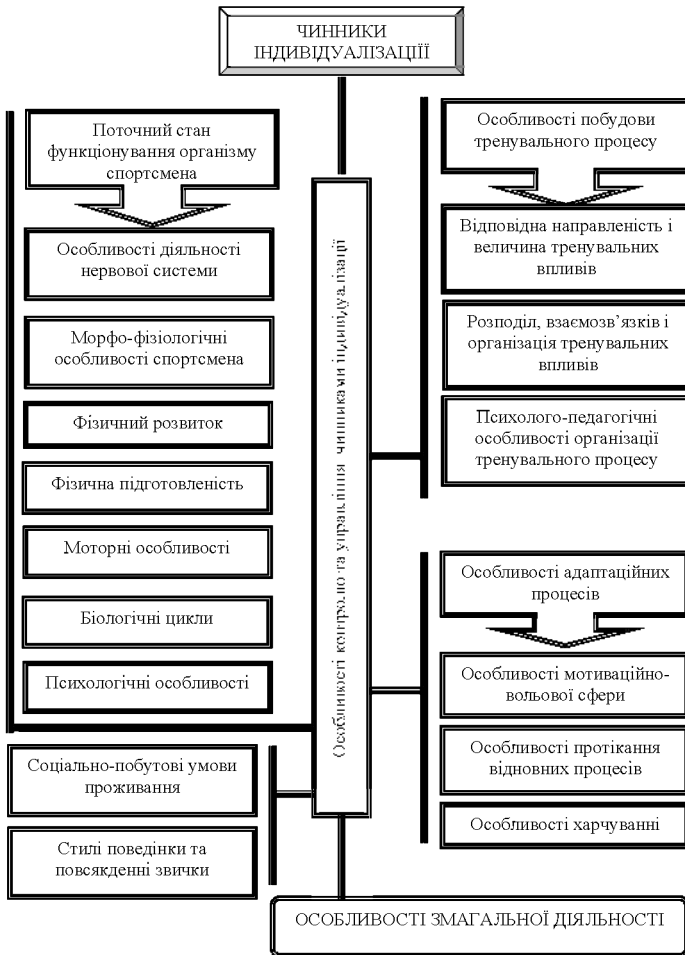 ЧИННИКИ
ІНДИВІДУАЛІЗАЦІЇЇ
Поточний стан
функціонування організму
спортсмена
Особливості діяльності
нервової системи
Морфо-фізіологічні
особливості спортсмена
Фізичний розвиток
Фізична підготовленість
Моторні особливості
Біологічні цикли
Психологічні особливості
Соціально-побутові умови
проживання
Стилі поведінки та
повсякденні звички
Особливості контролю та управління чинниками індивідуалізації
Особливості побудови
тренувального процесу
Відповідна направленість і
величина тренувальних
впливів
Розподіл, взаємозв’язків і
організація тренувальних
впливів
Психолого-педагогічні
особливості організації
тренувального процесу
Особливості адаптаційних
процесів
Особливості мотиваційно-
вольової сфери
Особливості протікання
відновних процесів
Особливості харчуванні
ОСОБЛИВОСТІ ЗМАГАЛЬНОЇ ДІЯЛЬНОСТІ